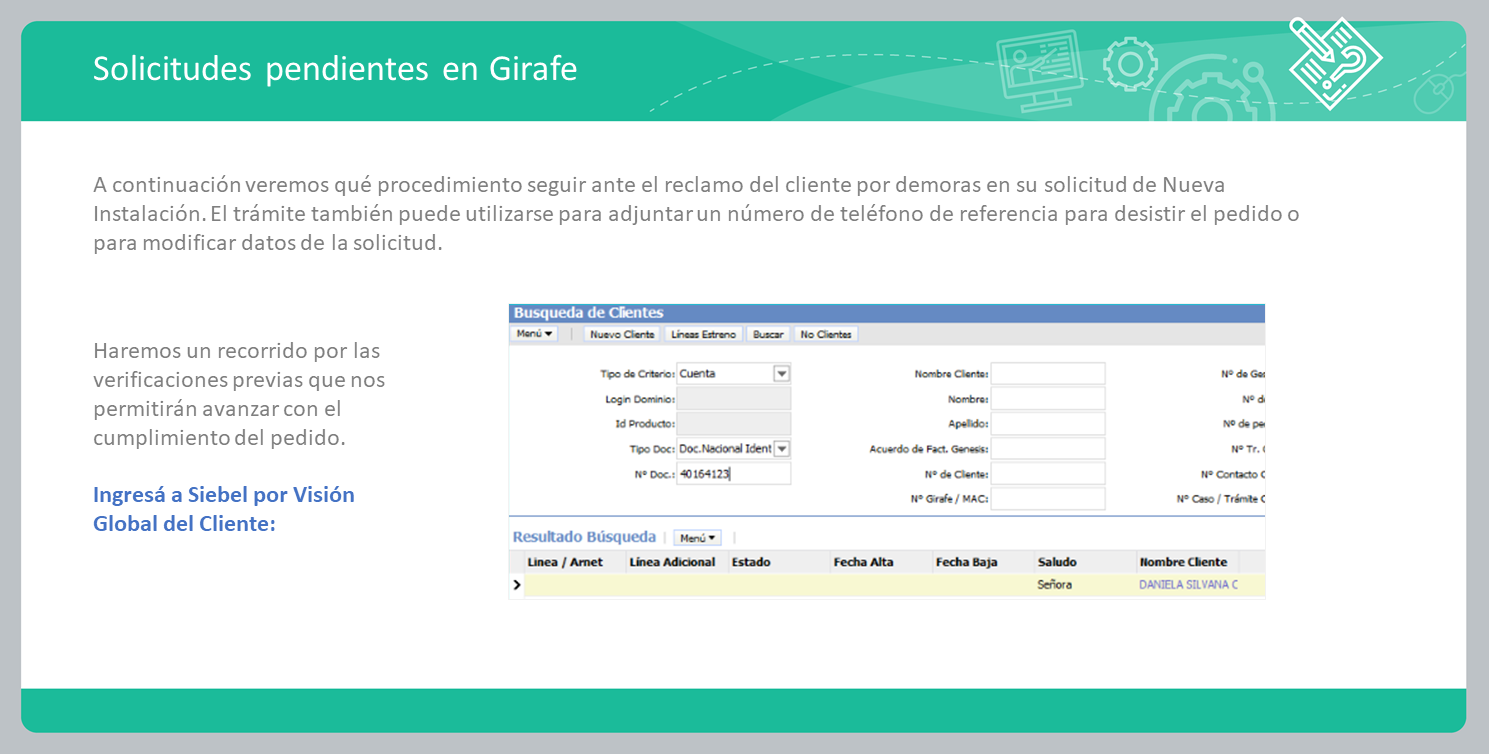 Solicitudes pendientes en Girafe
A continuación veremos qué procedimiento seguir ante el reclamo del cliente por demoras en su solicitud de Nueva
Instalación. El trámite también puede utilizarse para adjuntar un número de teléfono de referencia para desistir el pedido o
para modificar datos de la solicitud.
Haremos un recorrido por las
verificaciones previas que nos
permitirán avanzar con el
cumplimiento del pedido.
Ingresá a Siebel por Visión
Global del Cliente:
Busqueda de Clientes
Menú Nuevo Cliente Líneas Estreno Buscar No Clientes
Tipo de Criterio: Cuenta Nombre Cliente: Nº de Ges
Login Dominio: Nombre: Nº d
Id Producto: Apellido: Nº de pe
Tipo Doc: Doc.Nacional Ident Acuerdo de Fact. Genesis: Nº Tr.
Nº Doc.: 40164123 Nº de Cliente: Nº Contacto
Nº Girafe / MAC: Nº Caso / Trámite
Resultado Búsqueda Menú
Linea / Arnet Línea Adicional Estado Fecha Alta Fecha Baja Saludo Nombre Cliente
Señora DANIELA SILVANA C